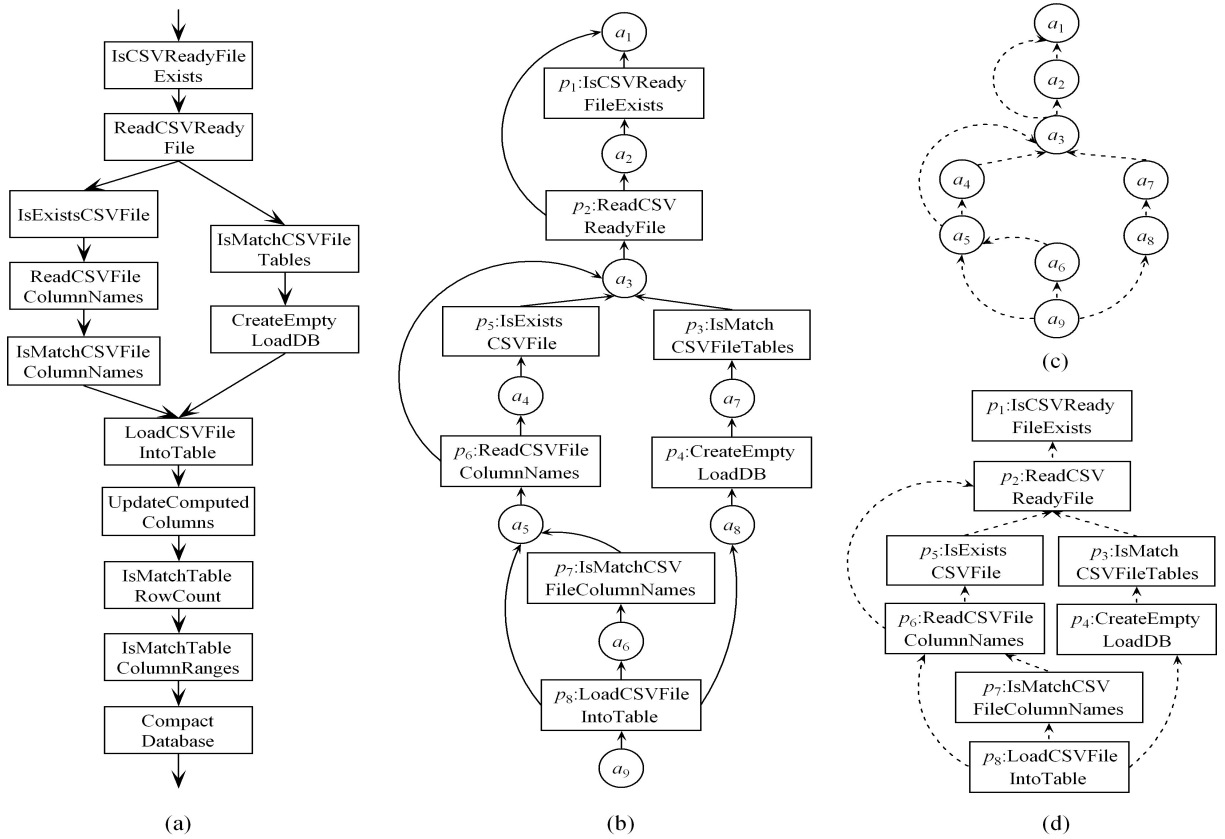 IsCSVReadyFile
Exists
ReadCSVReady
File
IsExistsCSVFile
ReadCSVFile
ColumnNames
IsMatchCSVFile
ColumnNames
IsMatchCSVFile
Tables
CreateEmpty
LoadDB
LoadCSVFile
IntoTable
UpdateComputed
Columns
IsMatchTable
RowCount
IsMatchTable
ColumnRanges
Compact
Database
(a)
a1
p1:IsCSVReady
FileExists
a2
p2:ReadCSV
ReadyFile
a3
p5:IsExists
CSVFile
p3:IsMatch
CSVFileTables
a4
a7
p6:ReadCSVFile
ColumnNames
p4:CreateEmpty
LoadDB
a5
a8
p7:IsMatchCSV
FileColumnNames
a6
p8:LoadCSVFile
IntoTable
a9
(b)
a1
a2
a3
a4
a7
a5
a8
a6
a9
(c)
p1:IsCSVReady
FileExists
p2:ReadCSV
ReadyFile
p5:IsExists
CSVFile
p3:IsMatch
CSVFileTables
p6:ReadCSVFile
ColumnNames
p4:CreateEmpty
LoadDB
p7:IsMatchCSV
FileColumnNames
p8:LoadCSVFile
IntoTable
(d)